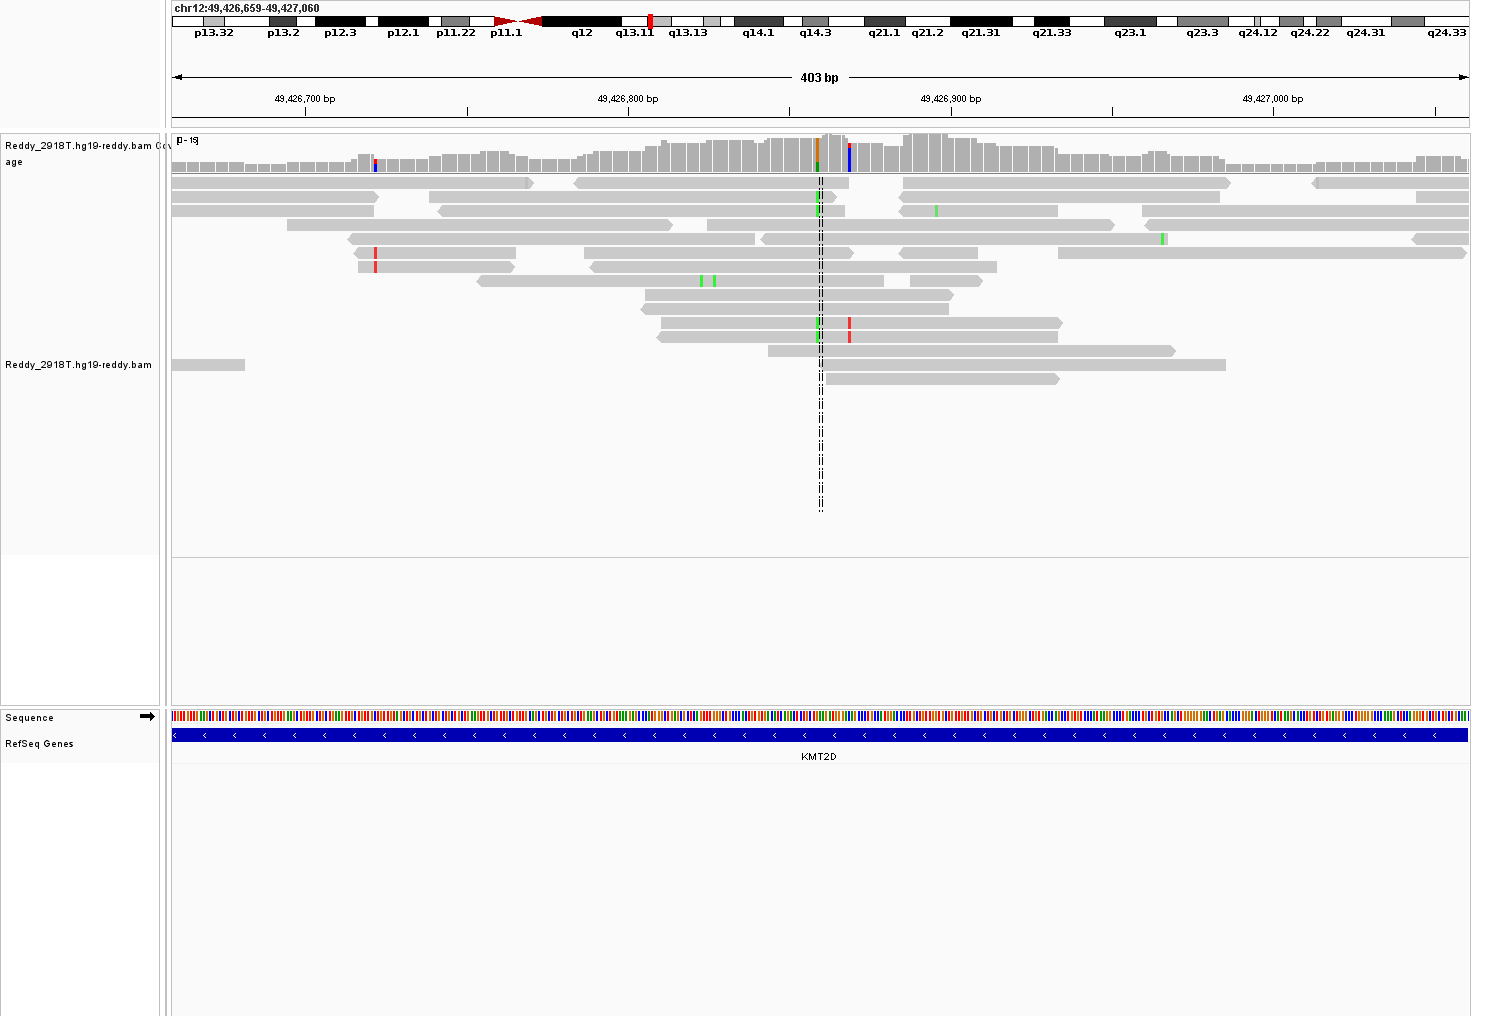 chr12:49,426,659-49,427,060
p13.32 p13.2 p12.3 p12.1 p11.22 p11.1 q12 q13.11 q13.13 q14.1 q14.3 q21.1 q21.2 q21.31 q21.33 q23.1 q23.3 q24.12 q24.22 q24.31 q24.33
403 bp
49,426,700 bp 49,426,800 bp 49,426,900 bp 49,427,000 bp
Reddy_2918T.hg19-reddy.bam Cov
age
[0 - 19]
Reddy_2918T.hg19-reddy.bam
Sequence
RefSeq Genes
KMT2D